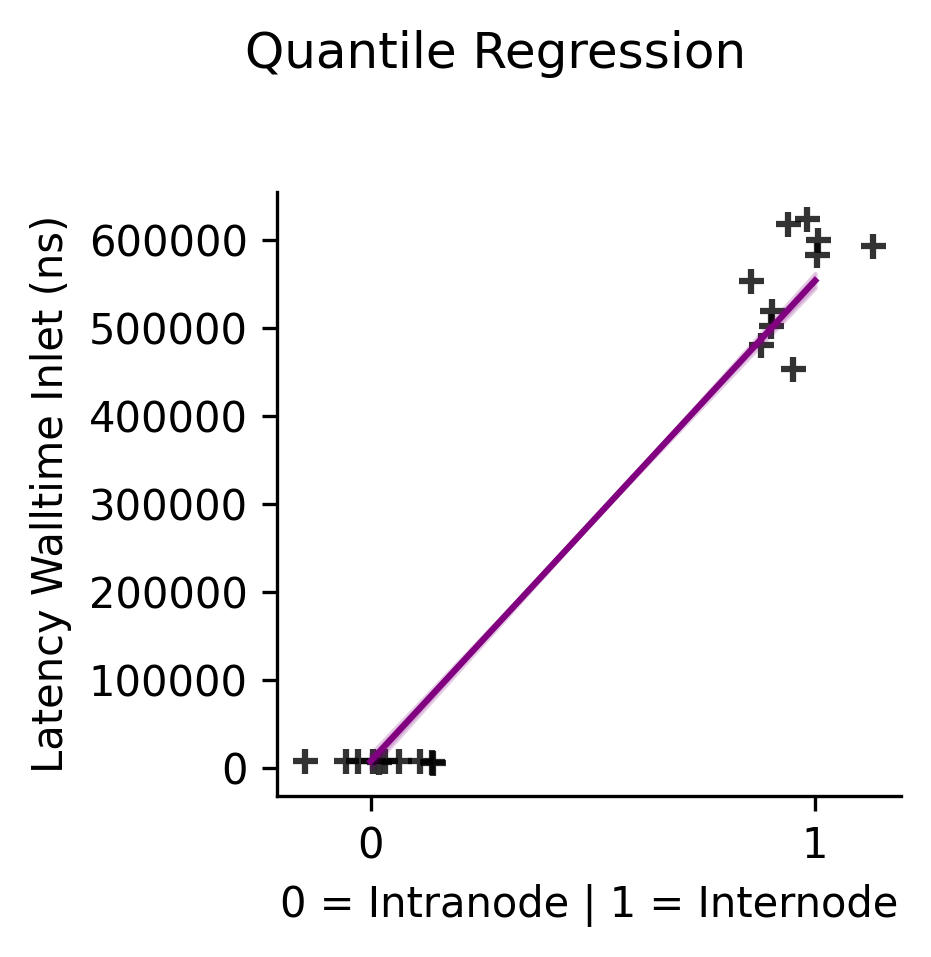 Quantile Regression
Latency Walltime Inlet (ns)
600000
500000
400000
300000
200000
100000
0
0 1
0 = Intranode | 1 = Internode